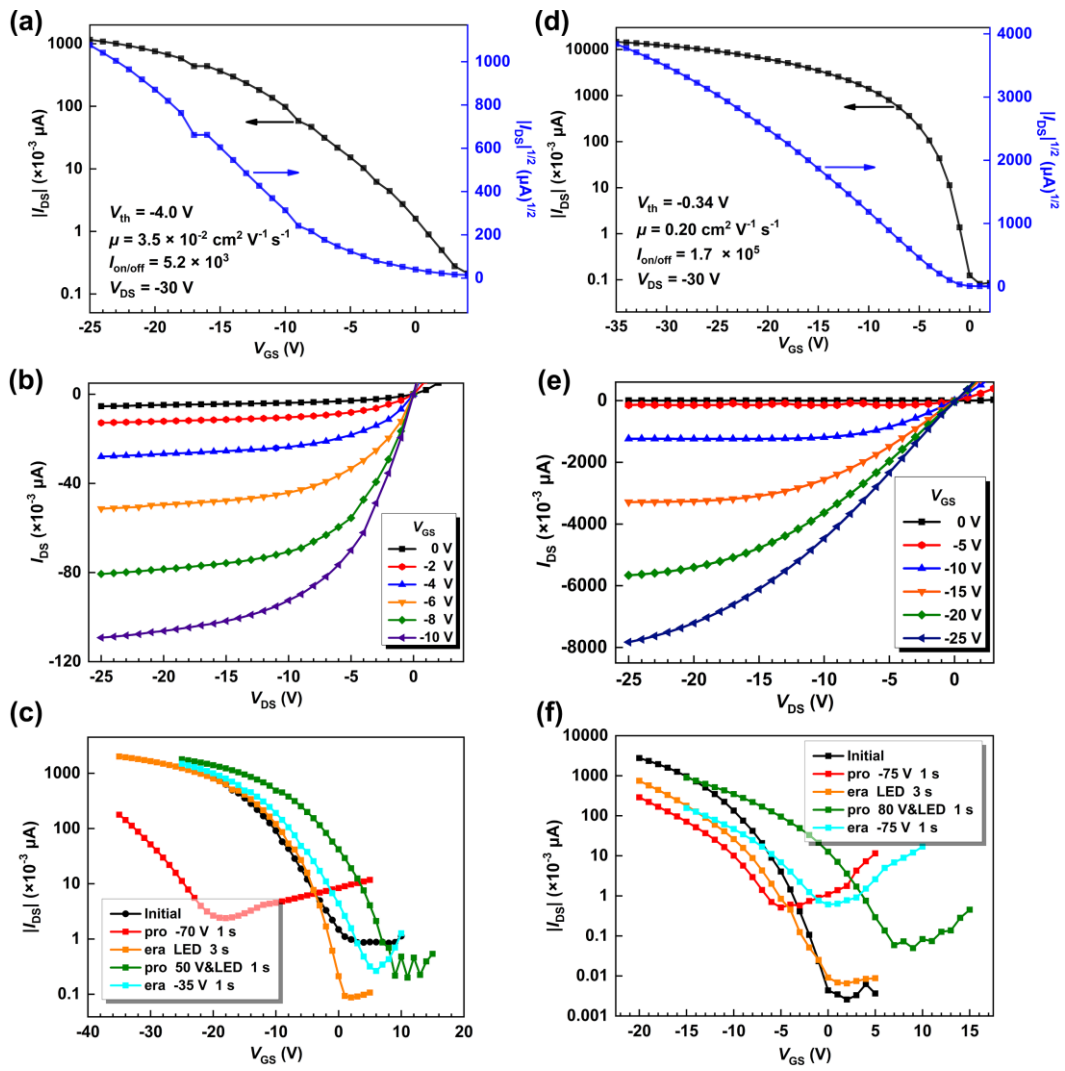 (a)
1000
100
10
1
0.1
|I_DS| (×10⁻³ μA)
1000
800
600
400
200
0
|I_DS|^1/2 (μA)^1/2
V_th = -4.0 V
μ = 3.5 × 10⁻² cm² V⁻¹ s⁻¹
I_on/off = 5.2 × 10³
V_DS = -30 V
-25 -20 -15 -10 -5 0
V_GS (V)
(d)
10000
1000
100
10
1
0.1
|I_DS| (×10⁻³ μA)
4000
3000
2000
1000
0
|I_DS|^1/2 (μA)^1/2
V_th = -0.34 V
μ = 0.20 cm² V⁻¹ s⁻¹
I_on/off = 1.7 × 10⁵
V_DS = -30 V
-35 -30 -25 -20 -15 -10 -5 0
V_GS (V)
(b)
0
-40
-80
-120
I_DS (×10⁻³ μA)
V_GS
0 V
-2 V
-4 V
-6 V
-8 V
-10 V
-25 -20 -15 -10 -5 0
V_DS (V)
(e)
0
-2000
-4000
-6000
-8000
I_DS (×10⁻³ μA)
V_GS
0 V
-5 V
-10 V
-15 V
-20 V
-25 V
-25 -20 -15 -10 -5 0
V_DS (V)
(c)
1000
100
10
1
0.1
|I_DS| (×10⁻³ μA)
Initial
pro -70 V 1 s
era LED 3 s
pro 50 V&LED 1 s
era -35 V 1 s
-40 -30 -20 -10 0 10 20
V_GS (V)
(f)
10000
1000
100
10
1
0.1
0.01
0.001
|I_DS| (×10⁻³ μA)
Initial
pro -75 V 1 s
era LED 3 s
pro 80 V&LED 1 s
era -75 V 1 s
-20 -15 -10 -5 0 5 10 15
V_GS (V)